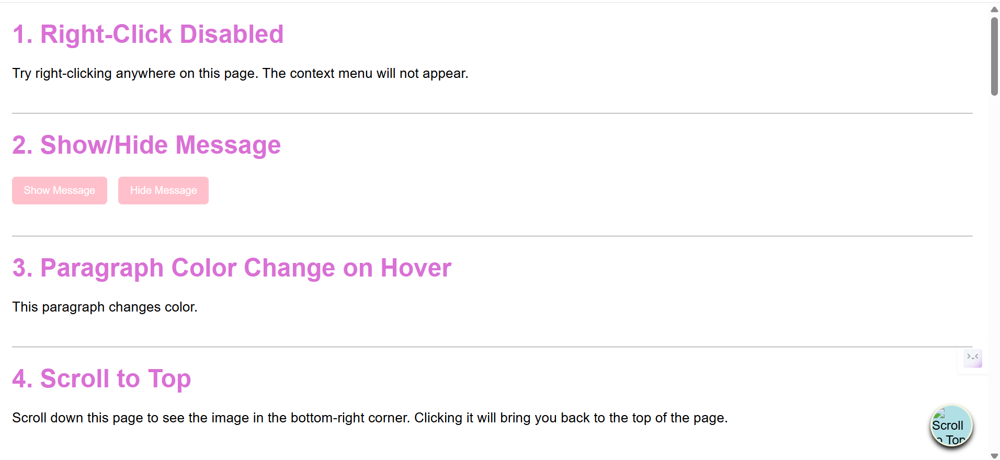 1. Right-Click Disabled
Try right-clicking anywhere on this page. The context menu will not appear.
2. Show/Hide Message
Show Message
Hide Message
3. Paragraph Color Change on Hover
This paragraph changes color.
4. Scroll to Top
Scroll down this page to see the image in the bottom-right corner. Clicking it will bring you back to the top of the page.
Scroll
o Top